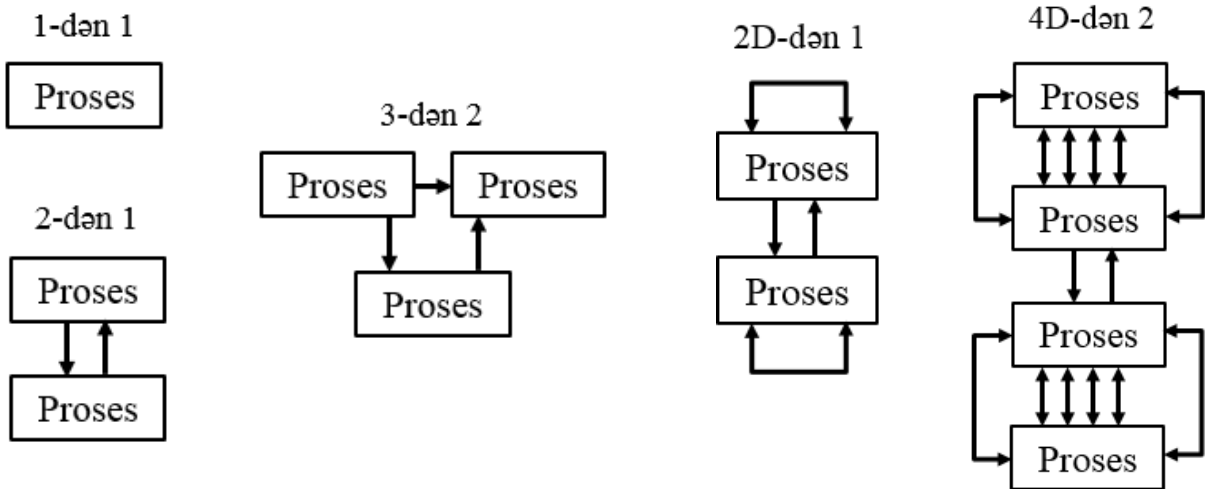 1-dən 1
Proses
2-dən 1
Proses
Proses
3-dən 2
Proses Proses
Proses
2D-dən 1
Proses
Proses
4D-dən 2
Proses
Proses
Proses
Proses